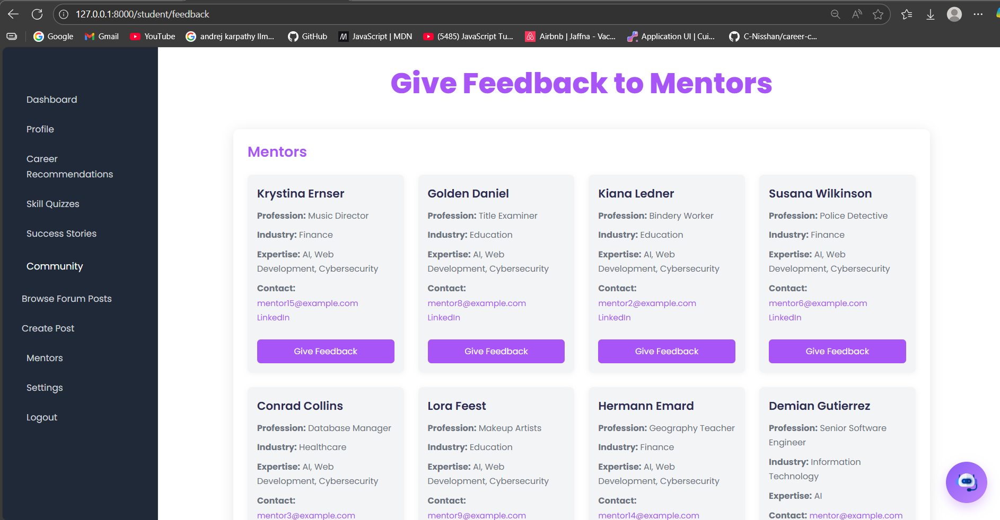 127.0.0.1:8000/student/feedback
Google
Gmail
YouTube
andrej karpathy llm...
GitHub
JavaScript | MDN
(5485) JavaScript Tu...
Airbnb | Jaffna - Vac...
Application UI | Cui...
C-Nisshan/career-c...
Dashboard
Profile
Career
Recommendations
Skill Quizzes
Success Stories
Community
Browse Forum Posts
Create Post
Mentors
Settings
Logout
Give Feedback to Mentors
Mentors
Krystina Ernser
Profession: Music Director
Industry: Finance
Expertise: AI, Web
Development, Cybersecurity
Contact:
mentor15@example.com
LinkedIn
Give Feedback
Golden Daniel
Profession: Title Examiner
Industry: Education
Expertise: AI, Web
Development, Cybersecurity
Contact:
mentor8@example.com
LinkedIn
Give Feedback
Kiana Ledner
Profession: Bindery Worker
Industry: Education
Expertise: AI, Web
Development, Cybersecurity
Contact:
mentor2@example.com
LinkedIn
Give Feedback
Susana Wilkinson
Profession: Police Detective
Industry: Finance
Expertise: AI, Web
Development, Cybersecurity
Contact:
mentor6@example.com
LinkedIn
Give Feedback
Conrad Collins
Profession: Database Manager
Industry: Healthcare
Expertise: AI, Web
Development, Cybersecurity
Contact:
mentor3@example.com
Lora Feest
Profession: Makeup Artists
Industry: Education
Expertise: AI, Web
Development, Cybersecurity
Contact:
mentor9@example.com
Hermann Emard
Profession: Geography Teacher
Industry: Finance
Expertise: AI, Web
Development, Cybersecurity
Contact:
mentor14@example.com
Demian Gutierrez
Profession: Senior Software
Engineer
Industry: Information
Technology
Expertise: AI
Contact: mentor@example.com